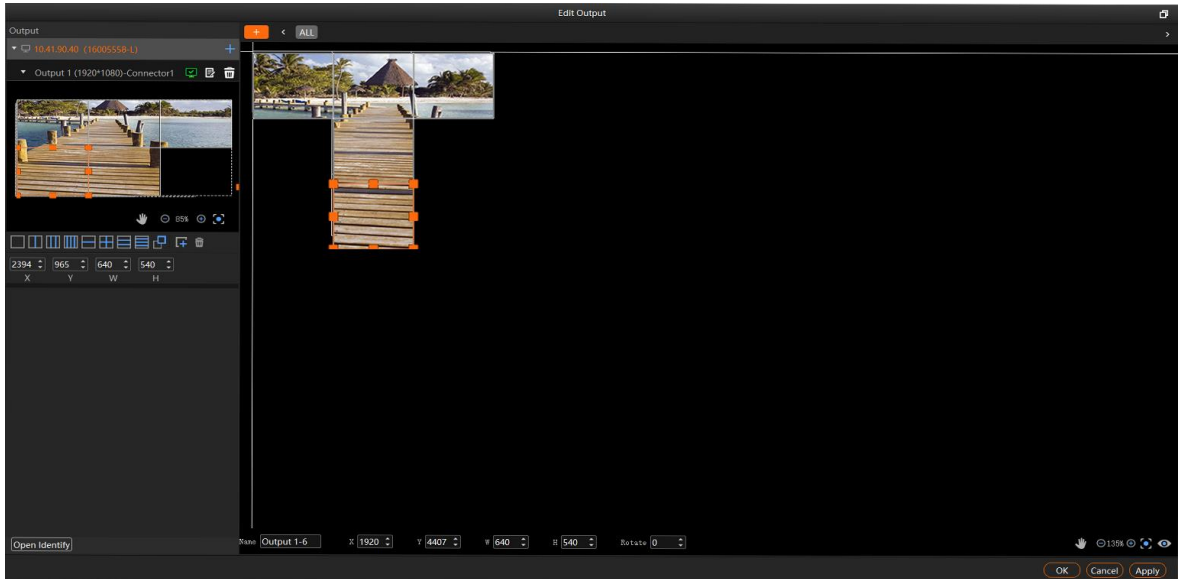 Edit Output
Output
+ < ALL >
10.41.90.40 (16005558-L) +
Output 1 (1920*1080)-Connector1
85%
2394 965 640 540
X Y W H
Open Identify
Name Output 1-6 X 1920 Y 4407 W 640 H 540 Rotate 0
135%
OK Cancel Apply